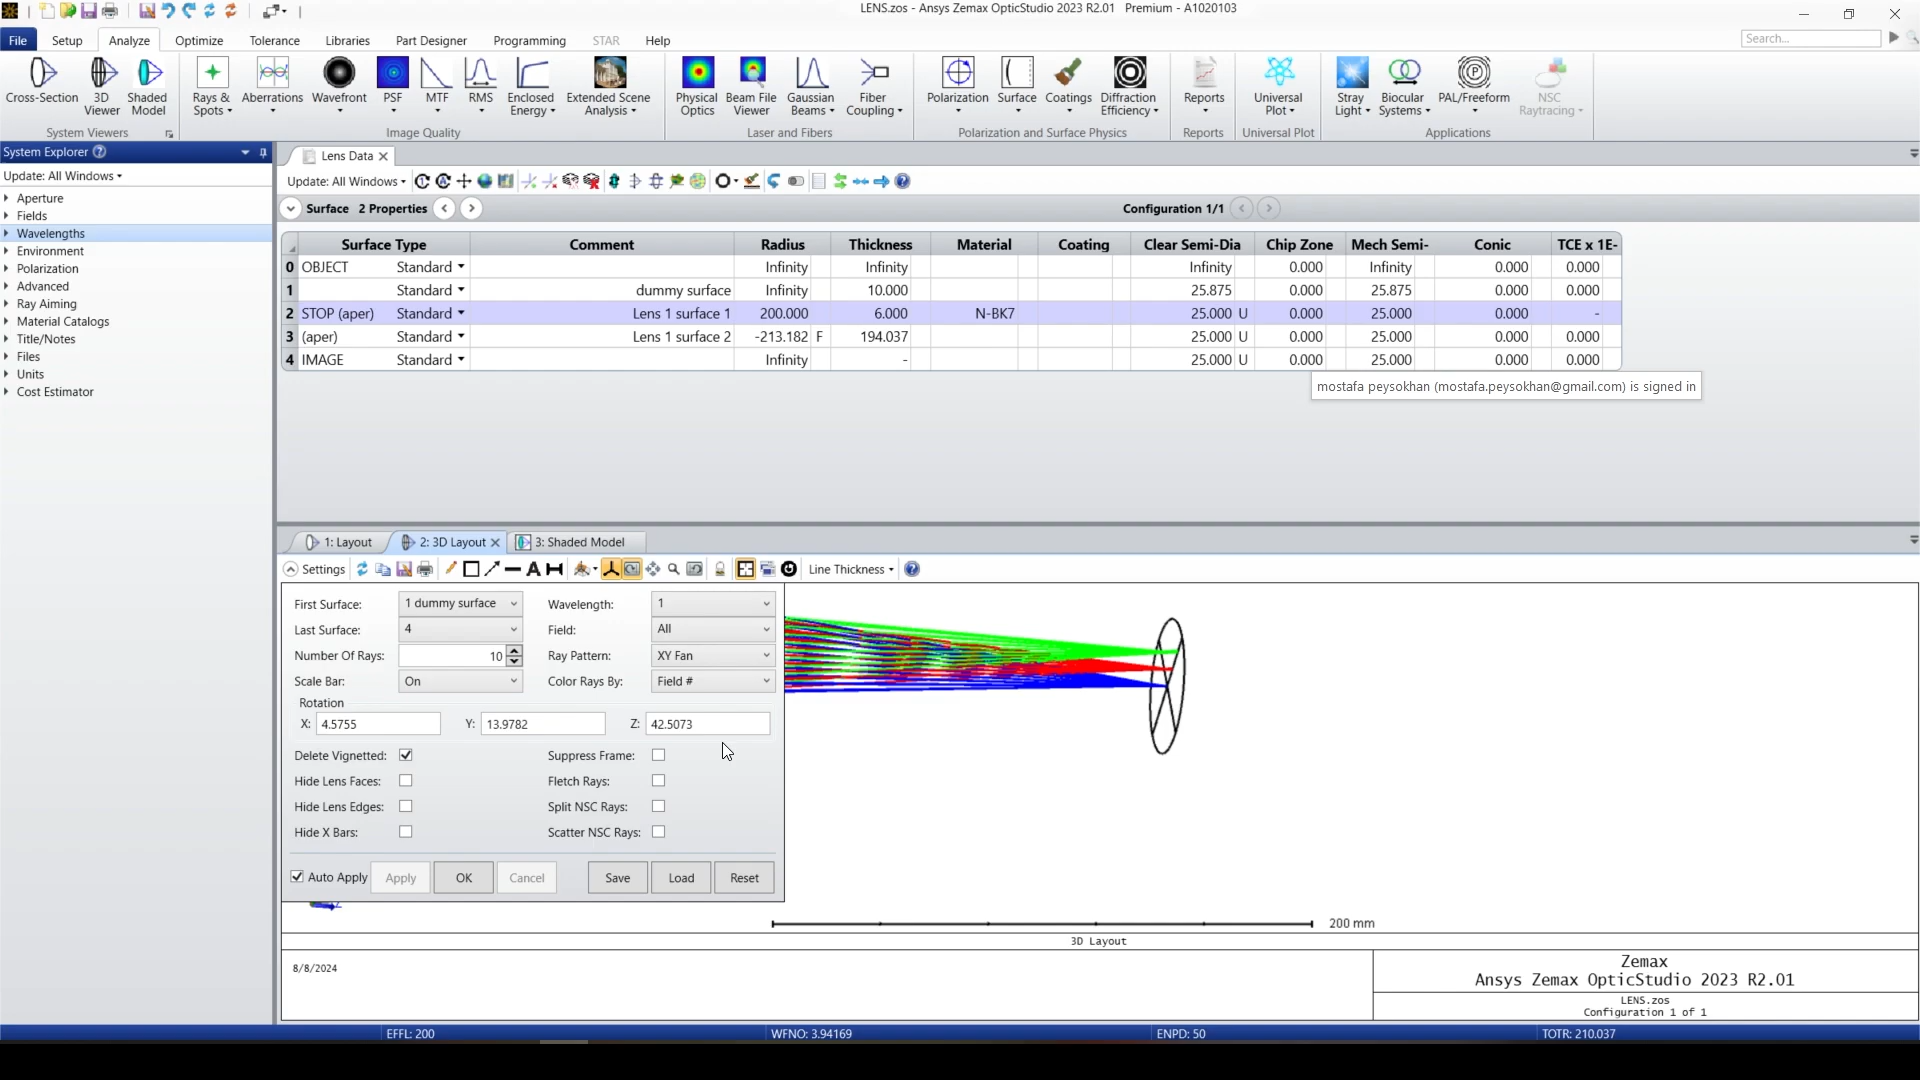 LENS.zos - Ansys Zemax OpticStudio 2023 R2.01   Premium - A1020103
File Setup Analyze Optimize Tolerance Libraries Part Designer Programming STAR Help
Search...
Cross-Section
3D Viewer
Shaded Model
Rays & Spots
Aberrations
Wavefront
PSF
MTF
RMS
Enclosed Energy
Extended Scene Analysis
Physical Optics
Beam File Viewer
Gaussian Beams
Fiber Coupling
Polarization
Surface
Coatings
Diffraction Efficiency
Reports
Universal Plot
Stray Light
Biocular Systems
PAL/Freeform
NSC Raytracing
System Viewers
Image Quality
Laser and Fibers
Polarization and Surface Physics
Reports
Universal Plot
Applications
System Explorer
Update: All Windows
Aperture
Fields
Wavelengths
Environment
Polarization
Advanced
Ray Aiming
Material Catalogs
Title/Notes
Files
Units
Cost Estimator
Lens Data
Update: All Windows
Surface 2 Properties
Configuration 1/1
Surface Type Comment Radius Thickness Material Coating Clear Semi-Dia Chip Zone Mech Semi- Conic TCE x 1E-
0 OBJECT Standard Infinity Infinity Infinity 0.000 Infinity 0.000 0.000
1 Standard dummy surface Infinity 10.000 25.875 0.000 25.875 0.000 0.000
2 STOP (aper) Standard Lens 1 surface 1 200.000 6.000 N-BK7 25.000 U 0.000 25.000 0.000 -
3 (aper) Standard Lens 1 surface 2 -213.182 F 194.037 25.000 U 0.000 25.000 0.000 0.000
4 IMAGE Standard Infinity - 25.000 U 0.000 25.000 0.000 0.000
mostafa peysokhan (mostafa.peysokhan@gmail.com) is signed in
1: Layout
2: 3D Layout
3: Shaded Model
Settings
Line Thickness
First Surface: 1 dummy surface Wavelength: 1
Last Surface: 4 Field: All
Number Of Rays: 10 Ray Pattern: XY Fan
Scale Bar: On Color Rays By: Field #
Rotation
X: 4.5755 Y: 13.9782 Z: 42.5073
Delete Vignetted: Suppress Frame:
Hide Lens Faces: Fletch Rays:
Hide Lens Edges: Split NSC Rays:
Hide X Bars: Scatter NSC Rays:
Auto Apply Apply OK Cancel Save Load Reset
200 mm
3D Layout
8/8/2024
Zemax
Ansys Zemax OpticStudio 2023 R2.01
LENS.zos
Configuration 1 of 1
EFFL: 200 WFNO: 3.94169 ENPD: 50 TOTR: 210.037